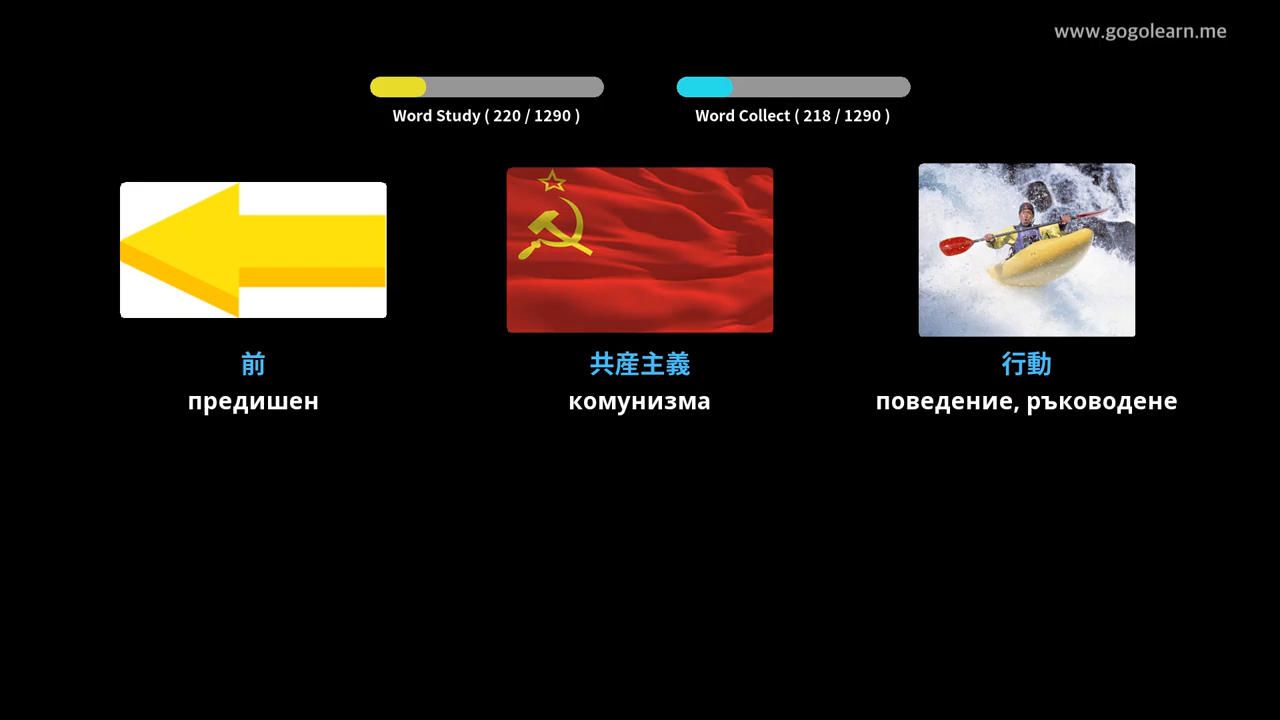 www.gogolearn.me
Word Study ( 220 / 1290 )
Word Collect ( 218 / 1290 )
前
共産主義
行動
предишен
комунизма
поведение, ръководене